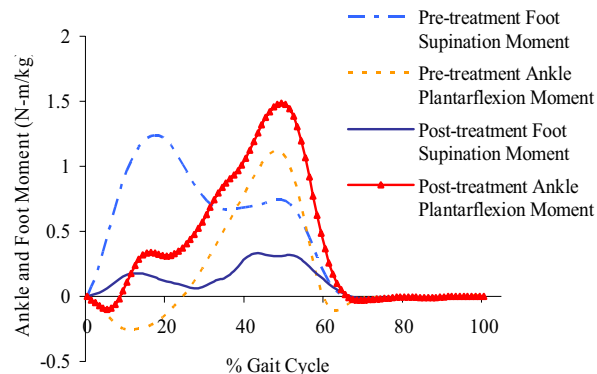 Pre-treatment Foot
Supination Moment
Pre-treatment Ankle
Plantarflexion Moment
Post-treatment Foot
Supination Moment
Post-treatment Ankle
Plantarflexion Moment
Ankle and Foot Moment (N-m/kg)
2
1.5
1
0.5
0
-0.5
0 20 40 60 80 100
% Gait Cycle